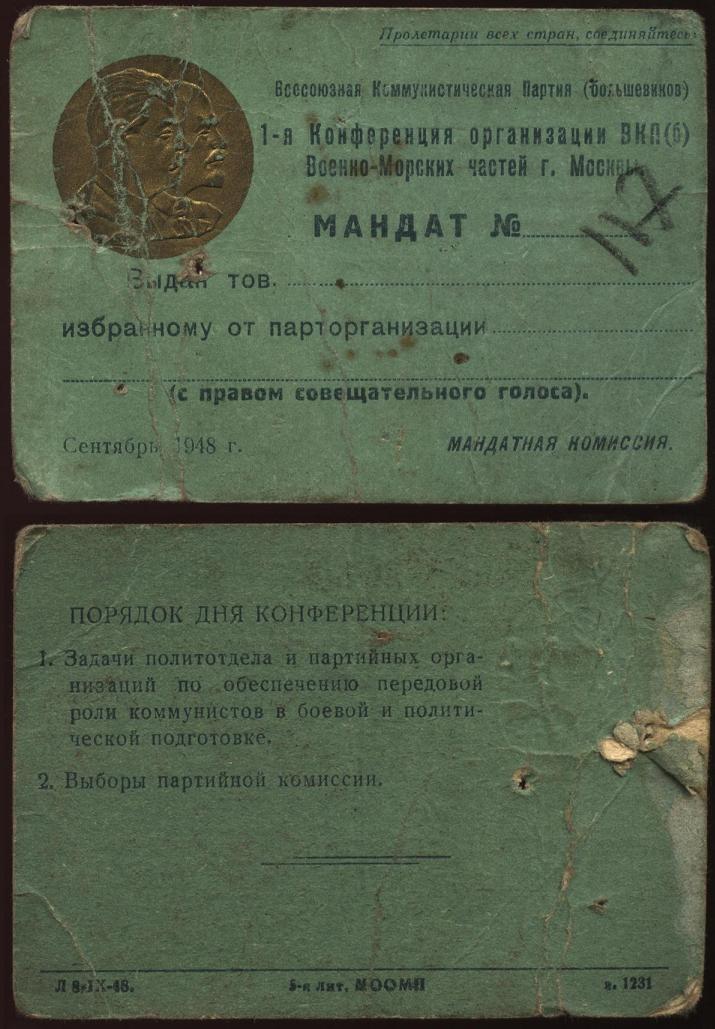 Пролетарии всех стран, соединяйтесь
Всесоюзная Коммунистическая Партия (большевиков)
1-я Конференция организации ВКП(б)
Военно-Морских частей г. Москвы
МАНДАТ № 117
Выдан тов.
избранному от парторганизации
(с правом совещательного голоса).
Сентябрь 1948 г.
МАНДАТНАЯ КОМИССИЯ.
ПОРЯДОК ДНЯ КОНФЕРЕНЦИИ:
1. Задачи политотдела и партийных орга-
низаций по обеспечению передовой
роли коммунистов в боевой и полити-
ческой подготовке.
2. Выборы партийной комиссии.
Л 8-IX-48.
5-я лит. МООМП
з. 1231